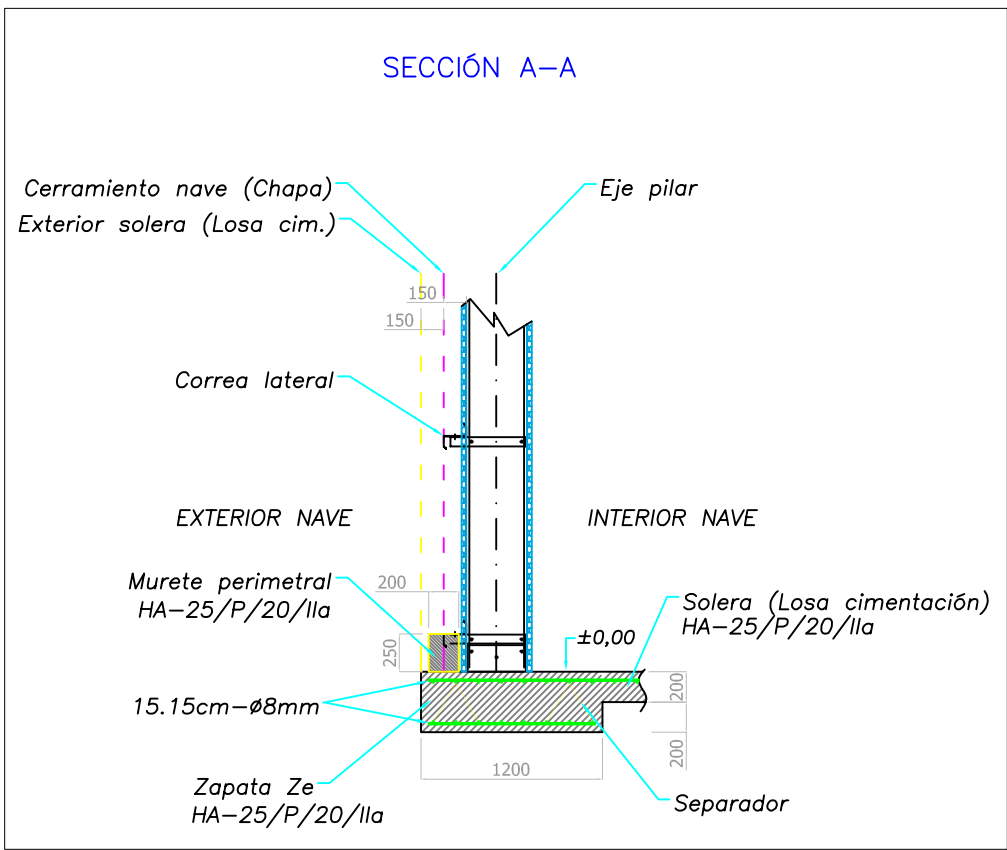 SECCIÓN A-A
Cerramiento nave (Chapa)
Eje pilar
Exterior solera (Losa cim.)
150
150
Correa lateral
EXTERIOR NAVE
INTERIOR NAVE
Murete perimetral
HA-25/P/20/IIa
200
Solera (Losa cimentación)
HA-25/P/20/IIa
±0,00
250
15.15cm-ø8mm
200
200
1200
Zapata Ze
HA-25/P/20/IIa
Separador